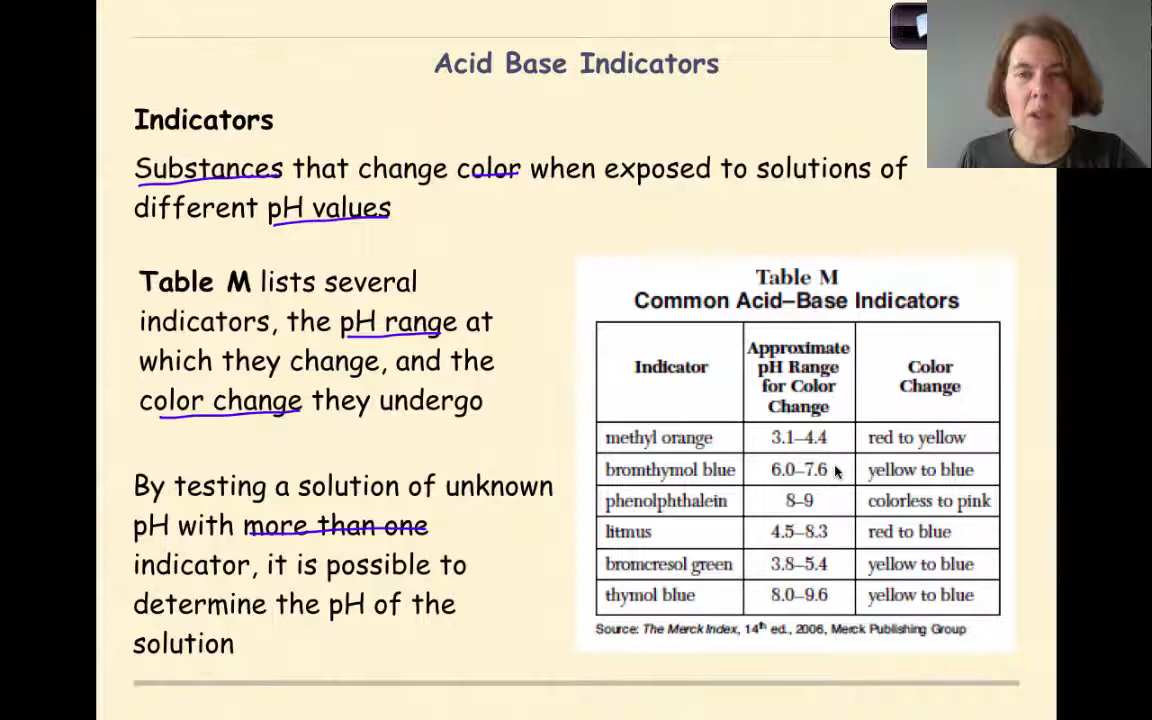 Acid Base Indicators
Indicators
Substances that change color when exposed to solutions of
different pH values
Table M lists several
indicators, the pH range at
which they change, and the
color change they undergo
By testing a solution of unknown
pH with more than one
indicator, it is possible to
determine the pH of the
solution
Table M
Common Acid–Base Indicators
Indicator
Approximate
pH Range
for Color
Change
Color
Change
methyl orange 3.1–4.4 red to yellow
bromthymol blue 6.0–7.6 yellow to blue
phenolphthalein 8–9 colorless to pink
litmus 4.5–8.3 red to blue
bromcresol green 3.8–5.4 yellow to blue
thymol blue 8.0–9.6 yellow to blue
Source: The Merck Index, 14th ed., 2006, Merck Publishing Group